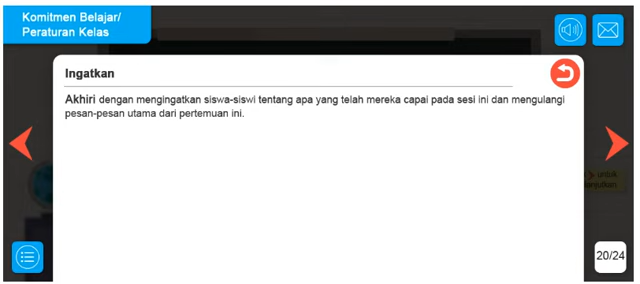 Komitmen Belajar/
Peraturan Kelas
Ingatkan
Akhiri dengan mengingatkan siswa-siswi tentang apa yang telah mereka capai pada sesi ini dan mengulangi
pesan-pesan utama dari pertemuan ini.
untuk
20/24